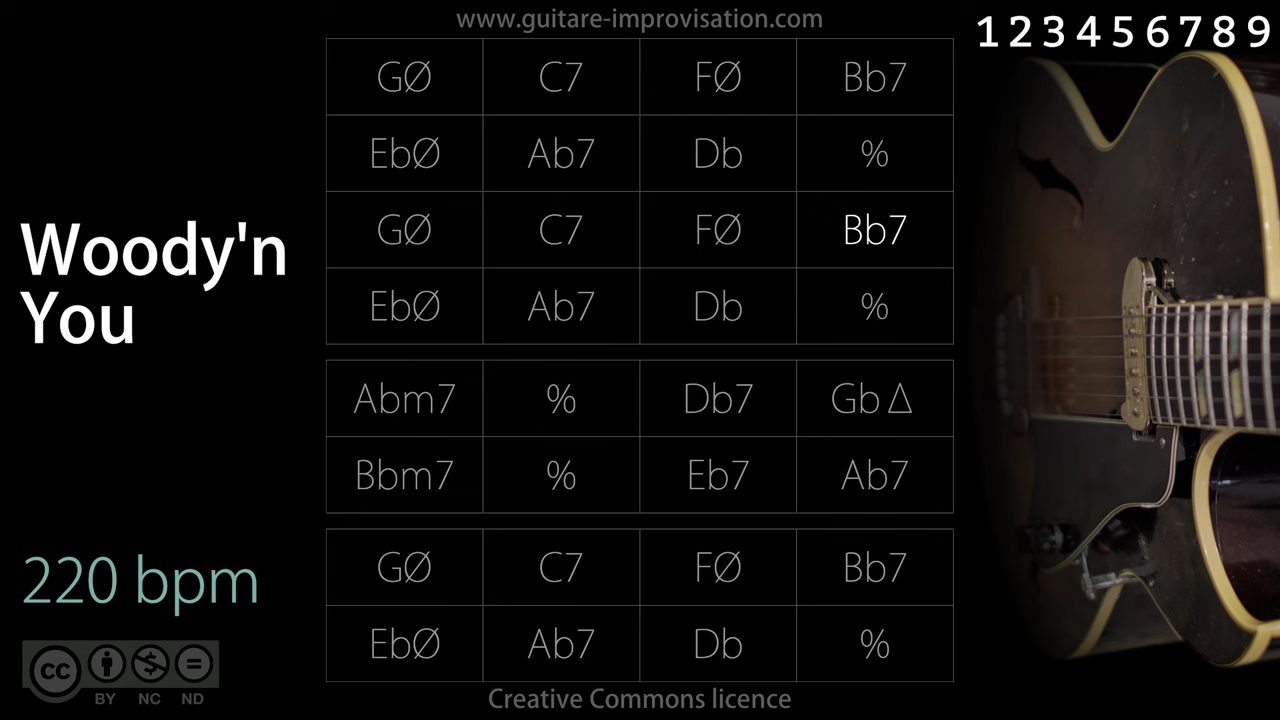 www.guitare-improvisation.com
1 2 3 4 5 6 7 8 9
GØ C7 FØ Bb7
EbØ Ab7 Db %
GØ C7 FØ Bb7
EbØ Ab7 Db %
Woody'n
You
Abm7 % Db7 Gb Δ
Bbm7 % Eb7 Ab7
GØ C7 FØ Bb7
EbØ Ab7 Db %
220 bpm
cc
BY NC ND
Creative Commons licence